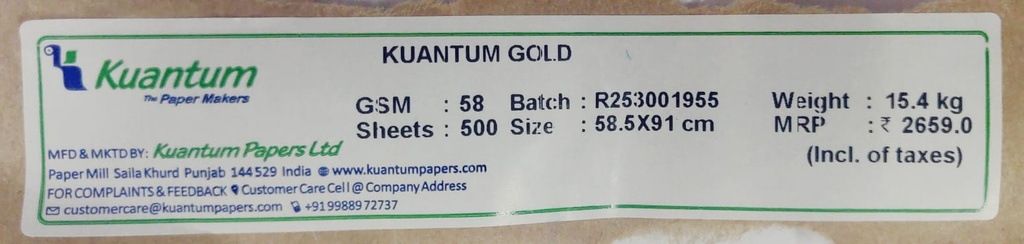 Kuantum
The Paper Makers
KUANTUM GOLD
GSM : 58 Batch : R253001955 Weight : 15.4 kg
Sheets : 500 Size : 58.5X91 cm MRP : ₹ 2659.0
(Incl. of taxes)
MFD & MKTD BY: Kuantum Papers Ltd
Paper Mill Saila Khurd Punjab 144529 India www.kuantumpapers.com
FOR COMPLAINTS & FEEDBACK Customer Care Cell @ Company Address
customercare@kuantumpapers.com +919988972737